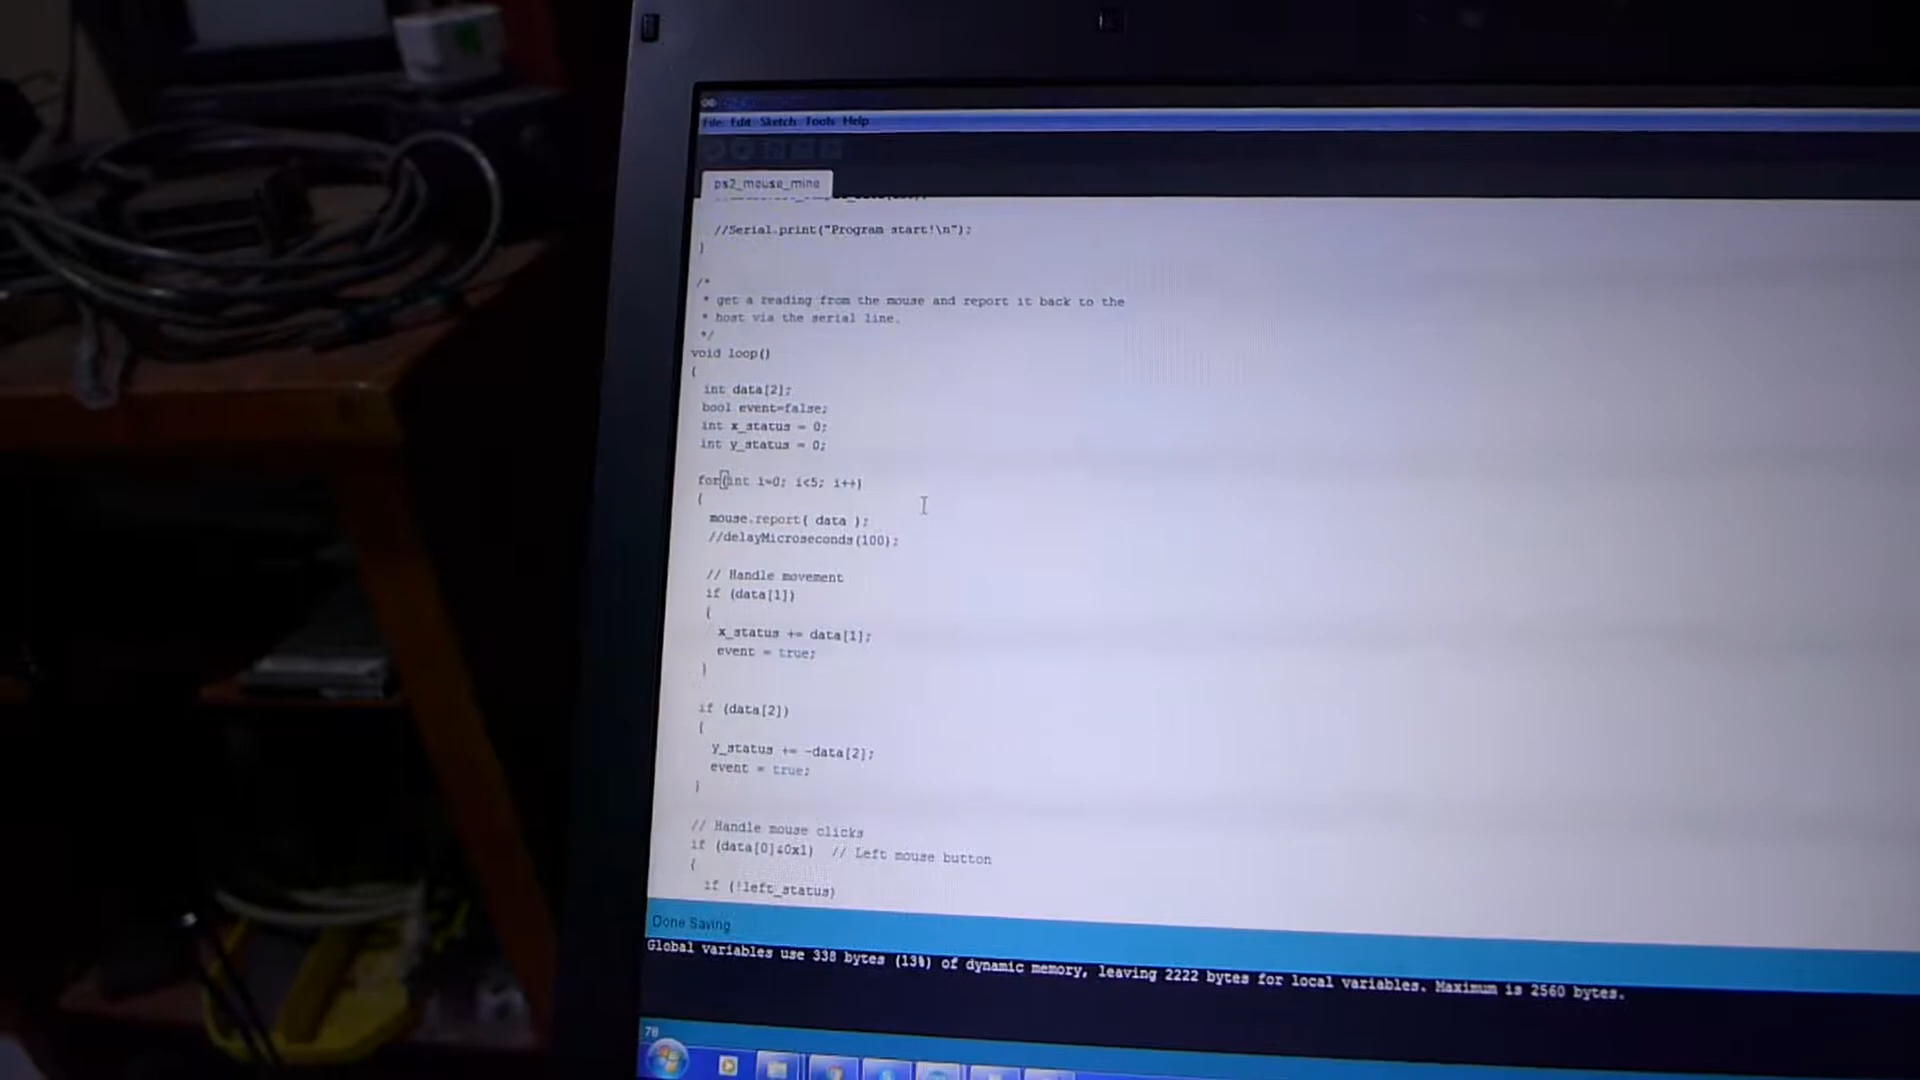 File Edit Sketch Tools Help
ps2_mouse_mine
//Serial.print("Program start!\n");
}
/*
* get a reading from the mouse and report it back to the
* host via the serial line.
*/
void loop()
{
int data[2];
bool event=false;
int x_status = 0;
int y_status = 0;
for(int i=0; i<5; i++)
{
mouse.report( data );
//delayMicroseconds(100);
// Handle movement
if (data[1])
{
x_status += data[1];
event = true;
}
if (data[2])
{
y_status += -data[2];
event = true;
}
// Handle mouse clicks
if (data[0]&0x1) // Left mouse button
{
if (!left_status)
Done Saving
Global variables use 338 bytes (13%) of dynamic memory, leaving 2222 bytes for local variables. Maximum is 2560 bytes.
78